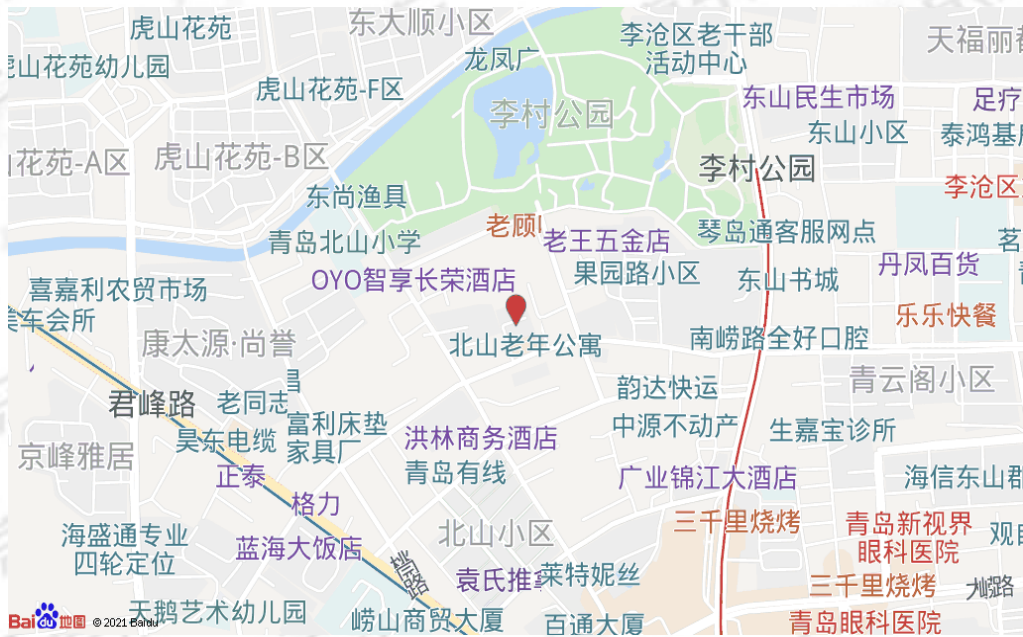 虎山花苑
东大顺小区
李沧区老干部
活动中心
天福丽
虎山花苑幼儿园
龙凤广
虎山花苑-F区
东山民生市场
足疗
李村公园
东山小区
泰鸿基
山花苑-A区
虎山花苑-B区
李村公园
李沧区
东尚渔具
老顾
青岛北山小学
老王五金店
琴岛通客服网点
茗
OYO智享长荣酒店
果园路小区
东山书城
丹凤百货
喜嘉利农贸市场
美车会所
乐乐快餐
康太源·尚誉
北山老年公寓
南崂路全好口腔
君峰路
老同志
韵达快运
青云阁小区
富利床垫
家具厂
昊东电缆
洪林商务酒店
中源不动产
生嘉宝诊所
京峰雅居
正泰
青岛有线
广业锦江大酒店
海信东山郡
格力
海盛通专业
四轮定位
蓝海大饭店
北山小区
三千里烧烤
青岛新视界
眼科医院
观
袁氏推拿
莱特妮丝
三千里烧烤
大崂路
天鹅艺术幼儿园
崂山商贸大厦
百通大厦
青岛眼科医院
Bai du 地图
© 2021 Baidu